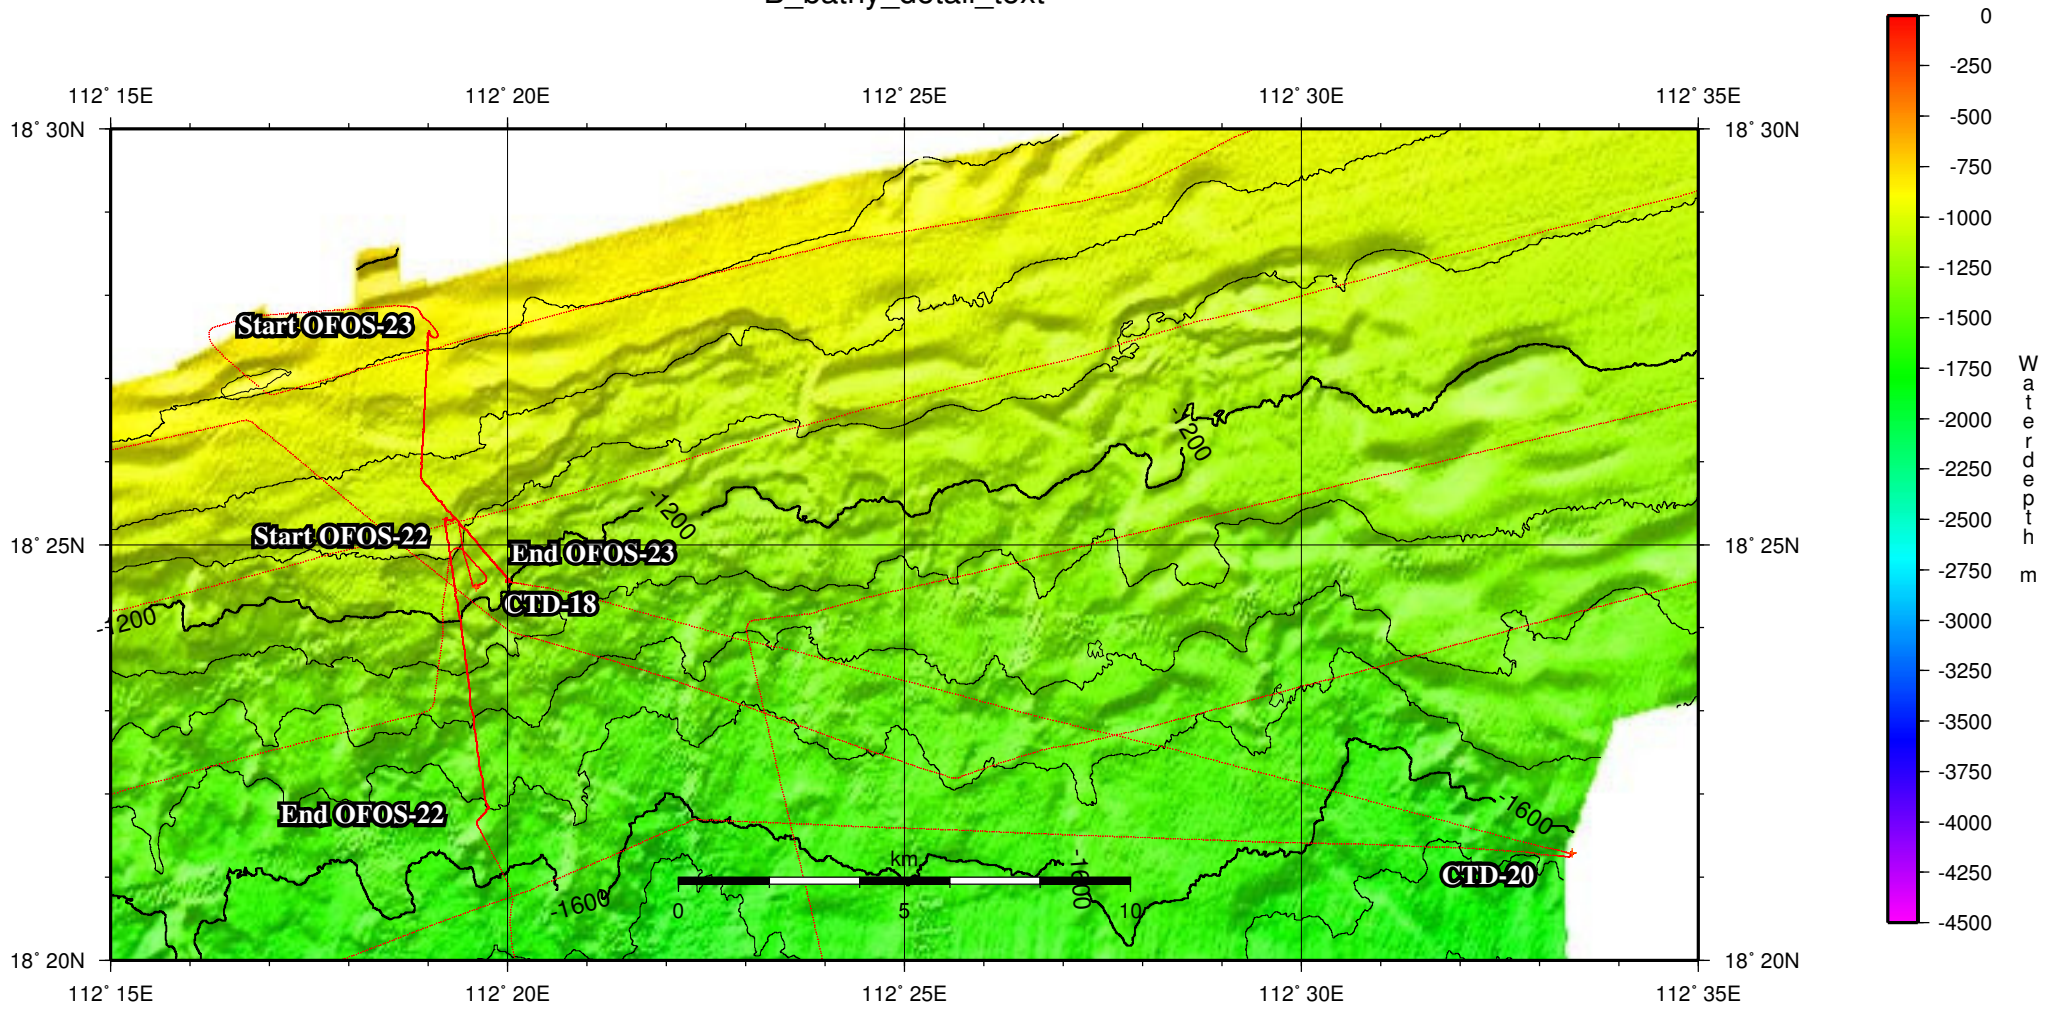 B_bathy_detail_text
112° 15E 112° 20E 112° 25E 112° 30E 112° 35E
18° 30N 18° 30N
Start OFOS-23
-1200
-1200
Start OFOS-22
18° 25N 18° 25N
End OFOS-23
CTD-18
-1200
End OFOS-22
-1600
km
-1600
CTD-20
-1600
0 5 10
18° 20N 18° 20N
112° 15E 112° 20E 112° 25E 112° 30E 112° 35E
0
-250
-500
-750
-1000
-1250
-1500
-1750
-2000
-2250
-2500
-2750
-3000
-3250
-3500
-3750
-4000
-4250
-4500
Waterdepth m